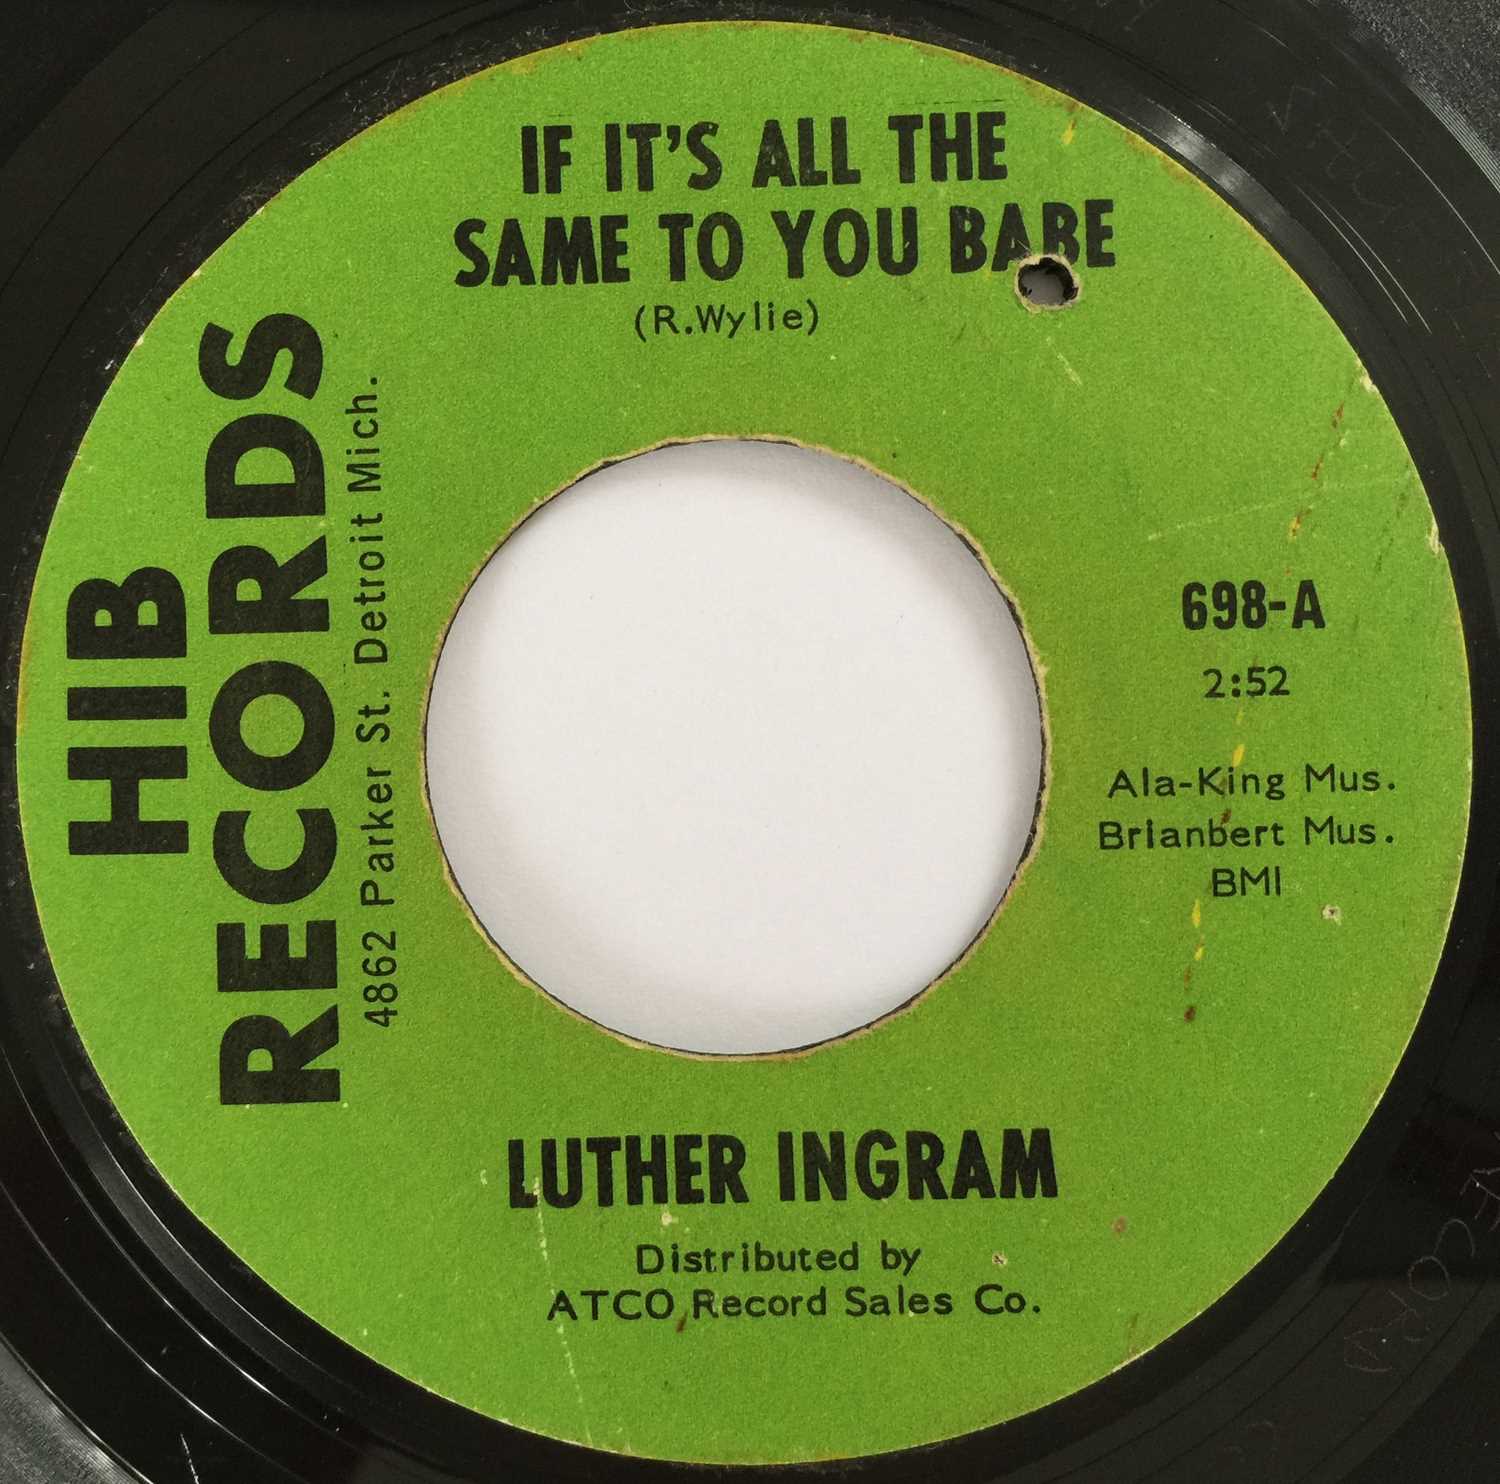 IF IT'S ALL THE
SAME TO YOU BABE
(R.Wylie)
HIB
RECORDS
4862 Parker St. Detroit Mich.
698-A
2:52
Ala-King Mus.
Brianbert Mus.
BMI
LUTHER INGRAM
Distributed by
ATCO Record Sales Co.